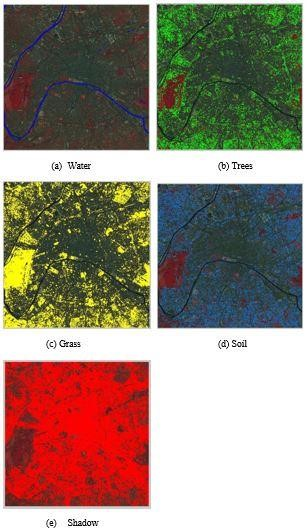 (a) Water
(b) Trees
(c) Grass
(d) Soil
(e) Shadow